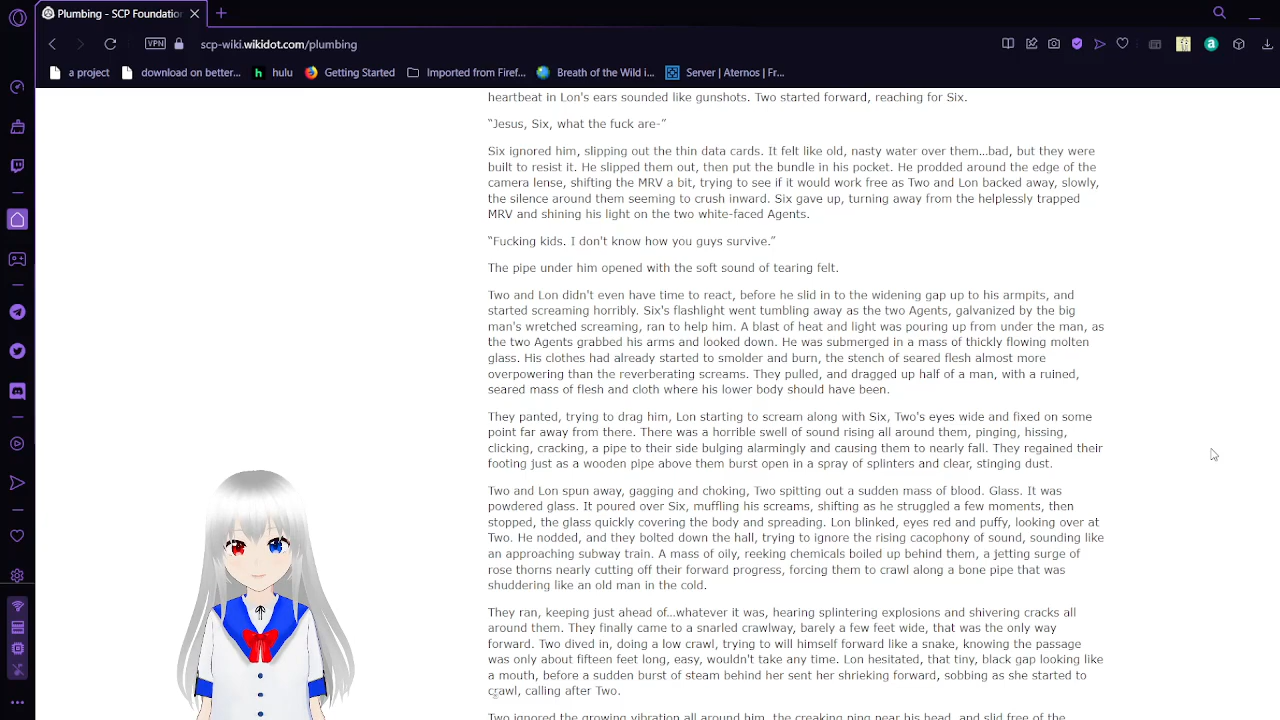 Plumbing - SCP Foundation
VPN
scp-wiki.wikidot.com/plumbing
a project
download on better...
hulu
Getting Started
Imported from Firef...
Breath of the Wild i...
Server | Aternos | Fr...
heartbeat in Lon's ears sounded like gunshots. Two started forward, reaching for Six.
"Jesus, Six, what the fuck are-"
Six ignored him, slipping out the thin data cards. It felt like old, nasty water over them...bad, but they were
built to resist it. He slipped them out, then put the bundle in his pocket. He prodded around the edge of the
camera lense, shifting the MRV a bit, trying to see if it would work free as Two and Lon backed away, slowly,
the silence around them seeming to crush inward. Six gave up, turning away from the helplessly trapped
MRV and shining his light on the two white-faced Agents.
"Fucking kids. I don't know how you guys survive."
The pipe under him opened with the soft sound of tearing felt.
Two and Lon didn't even have time to react, before he slid in to the widening gap up to his armpits, and
started screaming horribly. Six's flashlight went tumbling away as the two Agents, galvanized by the big
man's wretched screaming, ran to help him. A blast of heat and light was pouring up from under the man, as
the two Agents grabbed his arms and looked down. He was submerged in a mass of thickly flowing molten
glass. His clothes had already started to smolder and burn, the stench of seared flesh almost more
overpowering than the reverberating screams. They pulled, and dragged up half of a man, with a ruined,
seared mass of flesh and cloth where his lower body should have been.
They panted, trying to drag him, Lon starting to scream along with Six, Two's eyes wide and fixed on some
point far away from there. There was a horrible swell of sound rising all around them, pinging, hissing,
clicking, cracking, a pipe to their side bulging alarmingly and causing them to nearly fall. They regained their
footing just as a wooden pipe above them burst open in a spray of splinters and clear, stinging dust.
Two and Lon spun away, gagging and choking, Two spitting out a sudden mass of blood. Glass. It was
powdered glass. It poured over Six, muffling his screams, shifting as he struggled a few moments, then
stopped, the glass quickly covering the body and spreading. Lon blinked, eyes red and puffy, looking over at
Two. He nodded, and they bolted down the hall, trying to ignore the rising cacophony of sound, sounding like
an approaching subway train. A mass of oily, reeking chemicals boiled up behind them, a jetting surge of
rose thorns nearly cutting off their forward progress, forcing them to crawl along a bone pipe that was
shuddering like an old man in the cold.
They ran, keeping just ahead of...whatever it was, hearing splintering explosions and shivering cracks all
around them. They finally came to a snarled crawlway, barely a few feet wide, that was the only way
forward. Two dived in, doing a low crawl, trying to will himself forward like a snake, knowing the passage
was only about fifteen feet long, easy, wouldn't take any time. Lon hesitated, that tiny, black gap looking like
a mouth, before a sudden burst of steam behind her sent her shrieking forward, sobbing as she started to
crawl, calling after Two.
Two ignored the growing vibration all around him, the creaking ping near his head, and slid free of the